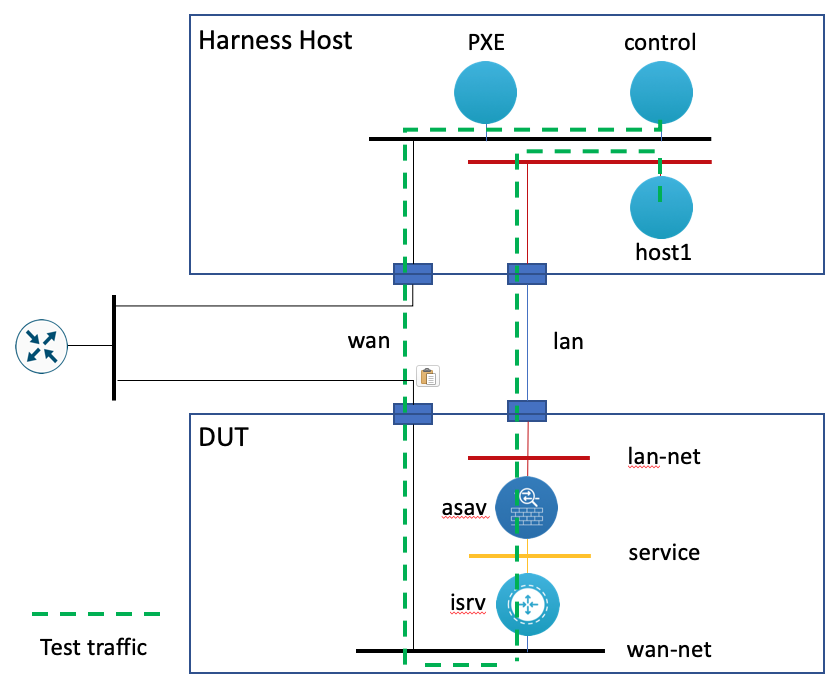 Harness Host
PXE
control
host1
wan
lan
DUT
lan-net
asav
service
isrv
wan-net
Test traffic